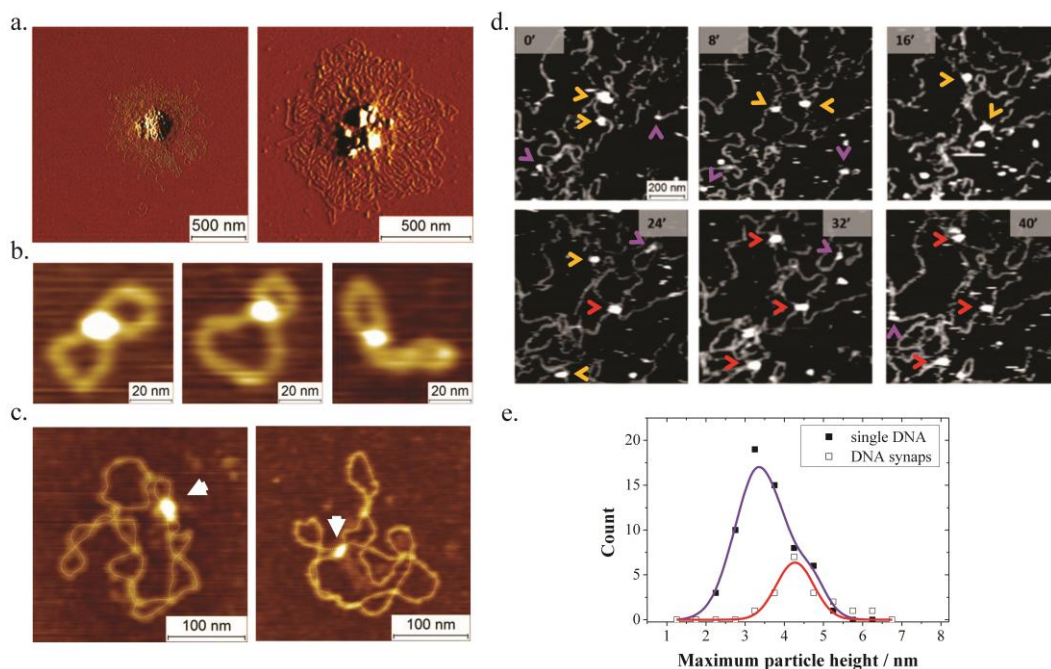 a.
500 nm
500 nm
b.
20 nm
20 nm
20 nm
c.
100 nm
100 nm
d.
0'
8'
16'
200 nm
24'
32'
40'
e.
single DNA
DNA synaps
20
15
10
5
0
Count
1 2 3 4 5 6 7 8
Maximum particle height / nm